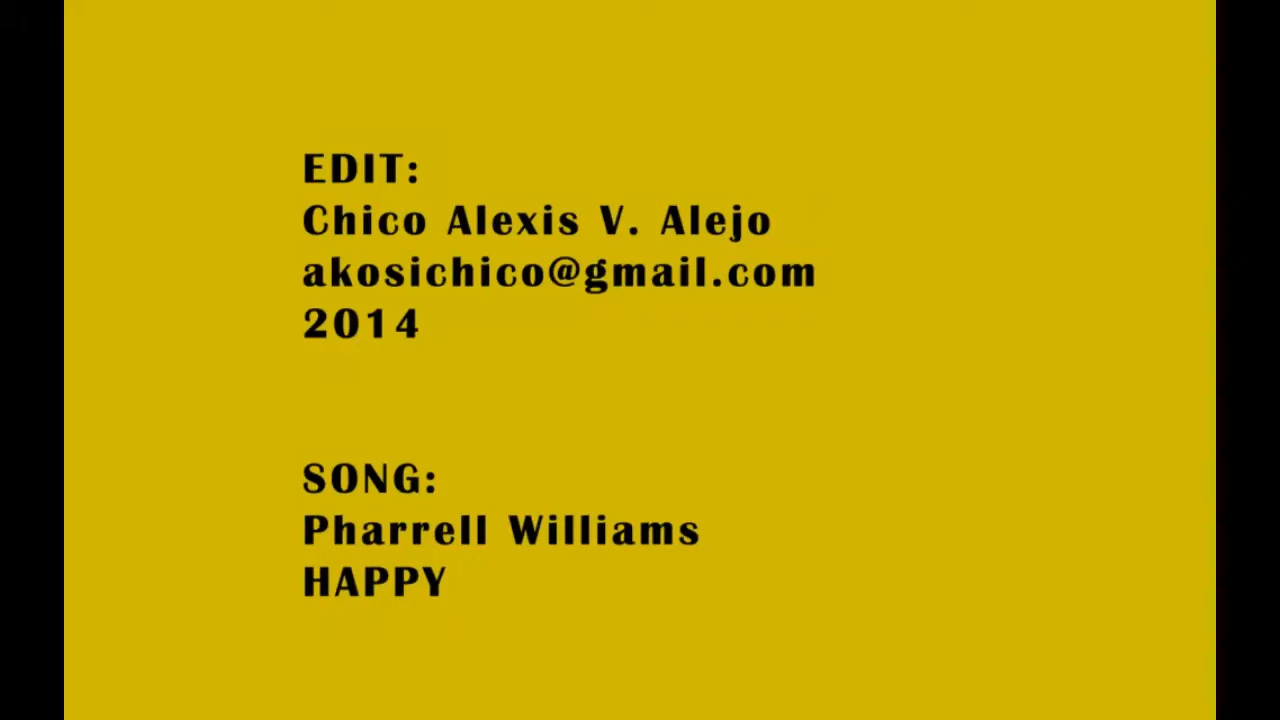 EDIT:
Chico Alexis V. Alejo
akosichico@gmail.com
2014
SONG:
Pharrell Williams
HAPPY